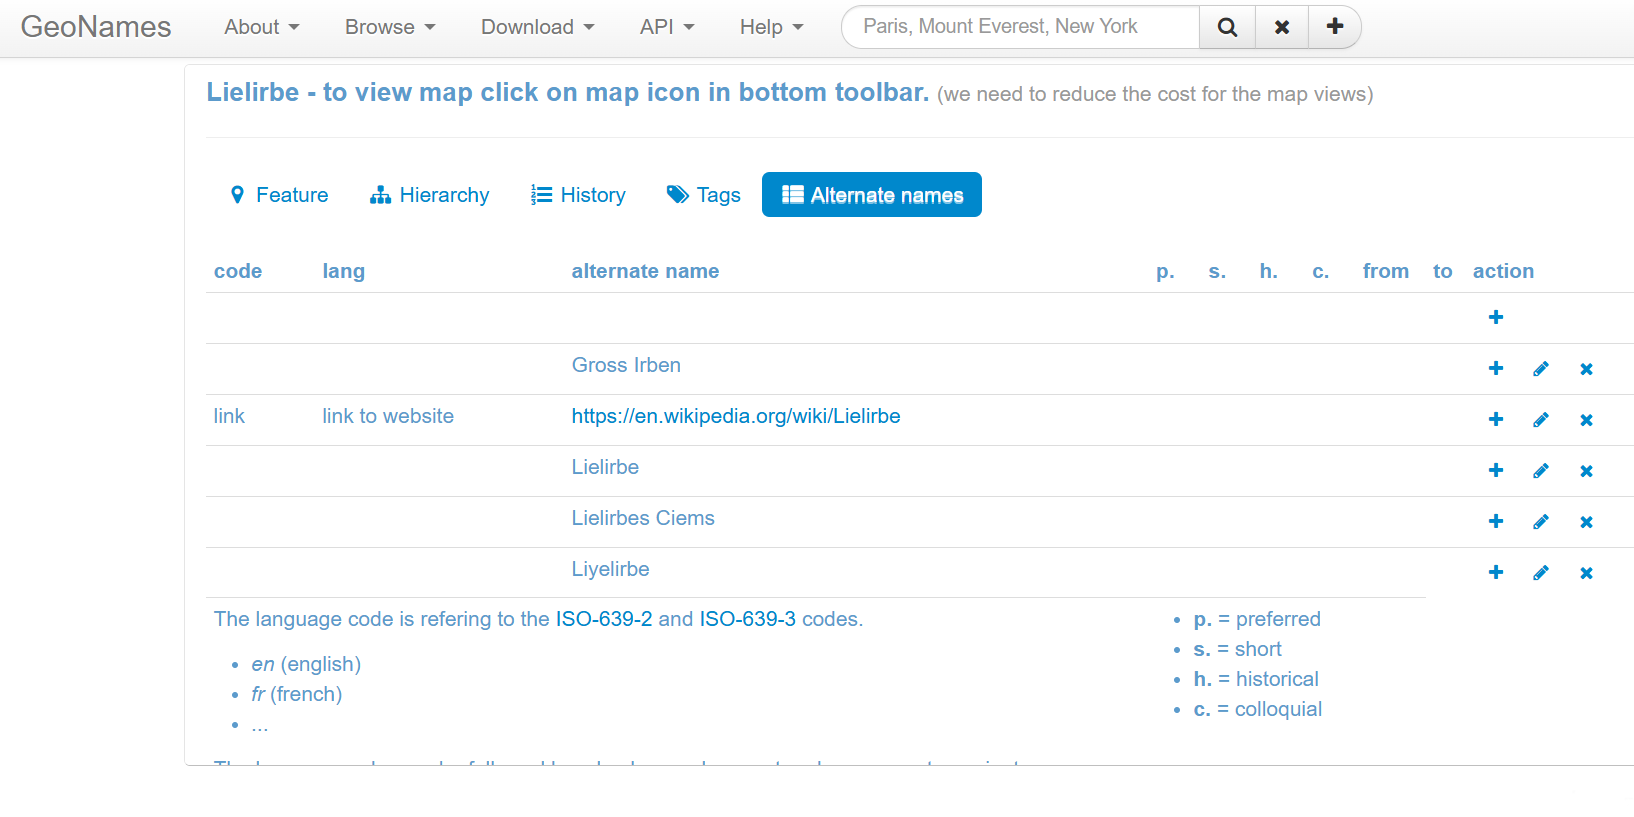 GeoNames About Browse Download API Help Paris, Mount Everest, New York
Lielirbe - to view map click on map icon in bottom toolbar. (we need to reduce the cost for the map views)
Feature Hierarchy History Tags Alternate names
code lang alternate name p. s. h. c. from to action
Gross Irben
link link to website https://en.wikipedia.org/wiki/Lielirbe
Lielirbe
Lielirbes Ciems
Liyelirbe
The language code is refering to the ISO-639-2 and ISO-639-3 codes.
en (english)
fr (french)
...
p. = preferred
s. = short
h. = historical
c. = colloquial